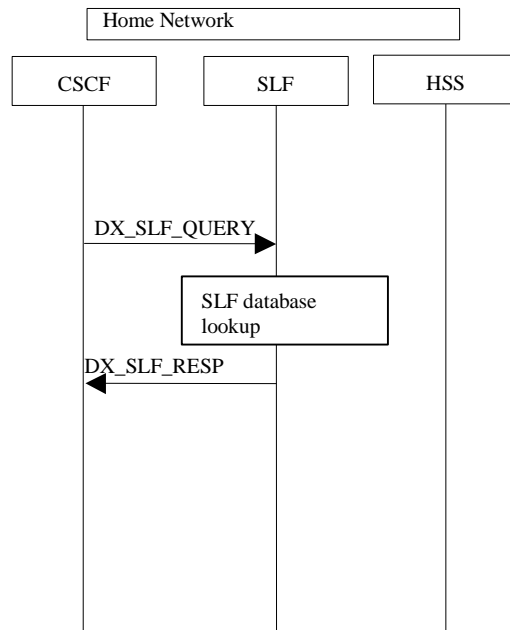 Home Network
CSCF
SLF
HSS
DX_SLF_QUERY
SLF database
lookup
DX_SLF_RESP